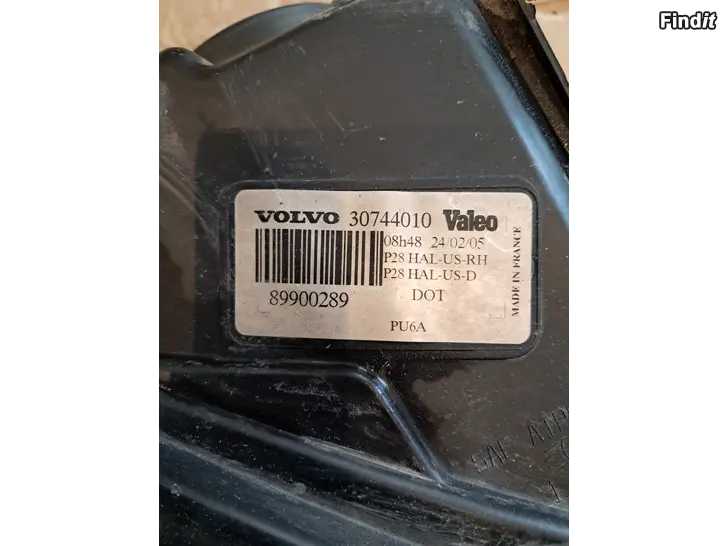 Findit
VOLVO 30744010 Valeo
08h48 24/02/05
P28 HAL-US-RH
P28 HAL-US-D
89900289 DOT
PU6A
MADE IN FRANCE